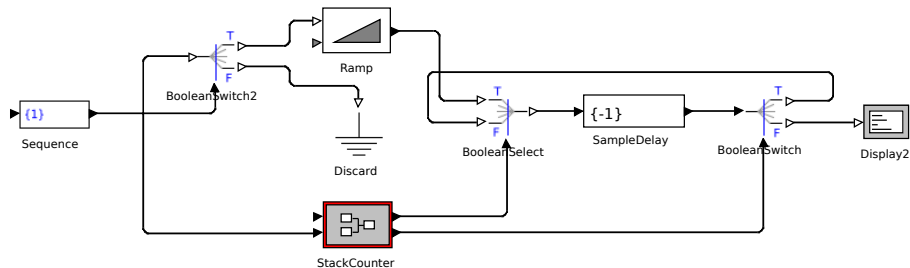 T
F
BooleanSwitch2
Ramp
{1}
Sequence
Discard
T
F
BooleanSelect
{-1}
SampleDelay
T
F
BooleanSwitch
Display2
StackCounter